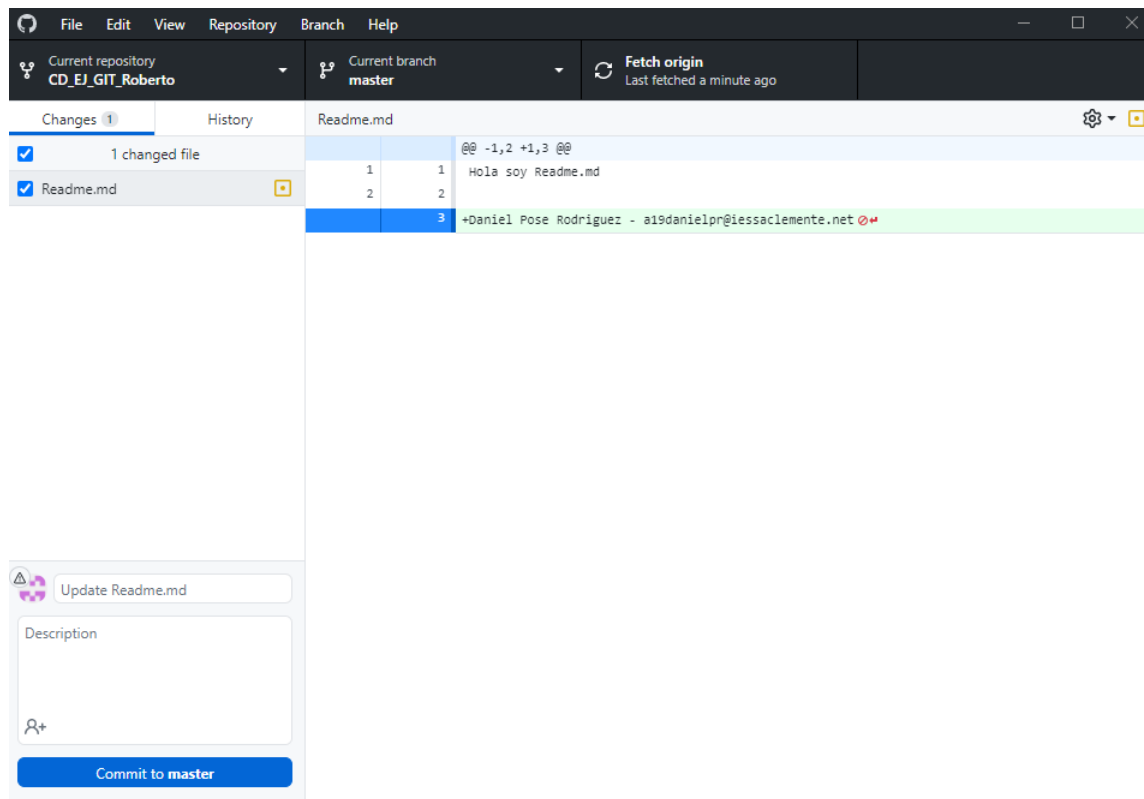 File Edit View Repository Branch Help
Current repository
CD_EJ_GIT_Roberto
Current branch
master
Fetch origin
Last fetched a minute ago
Changes 1 History
1 changed file
Readme.md
Readme.md
@@ -1,2 +1,3 @@
1 1 Hola soy Readme.md
2 2
3 +Daniel Pose Rodriguez - a19danielpr@iessaclemente.net
Update Readme.md
Description
Commit to master